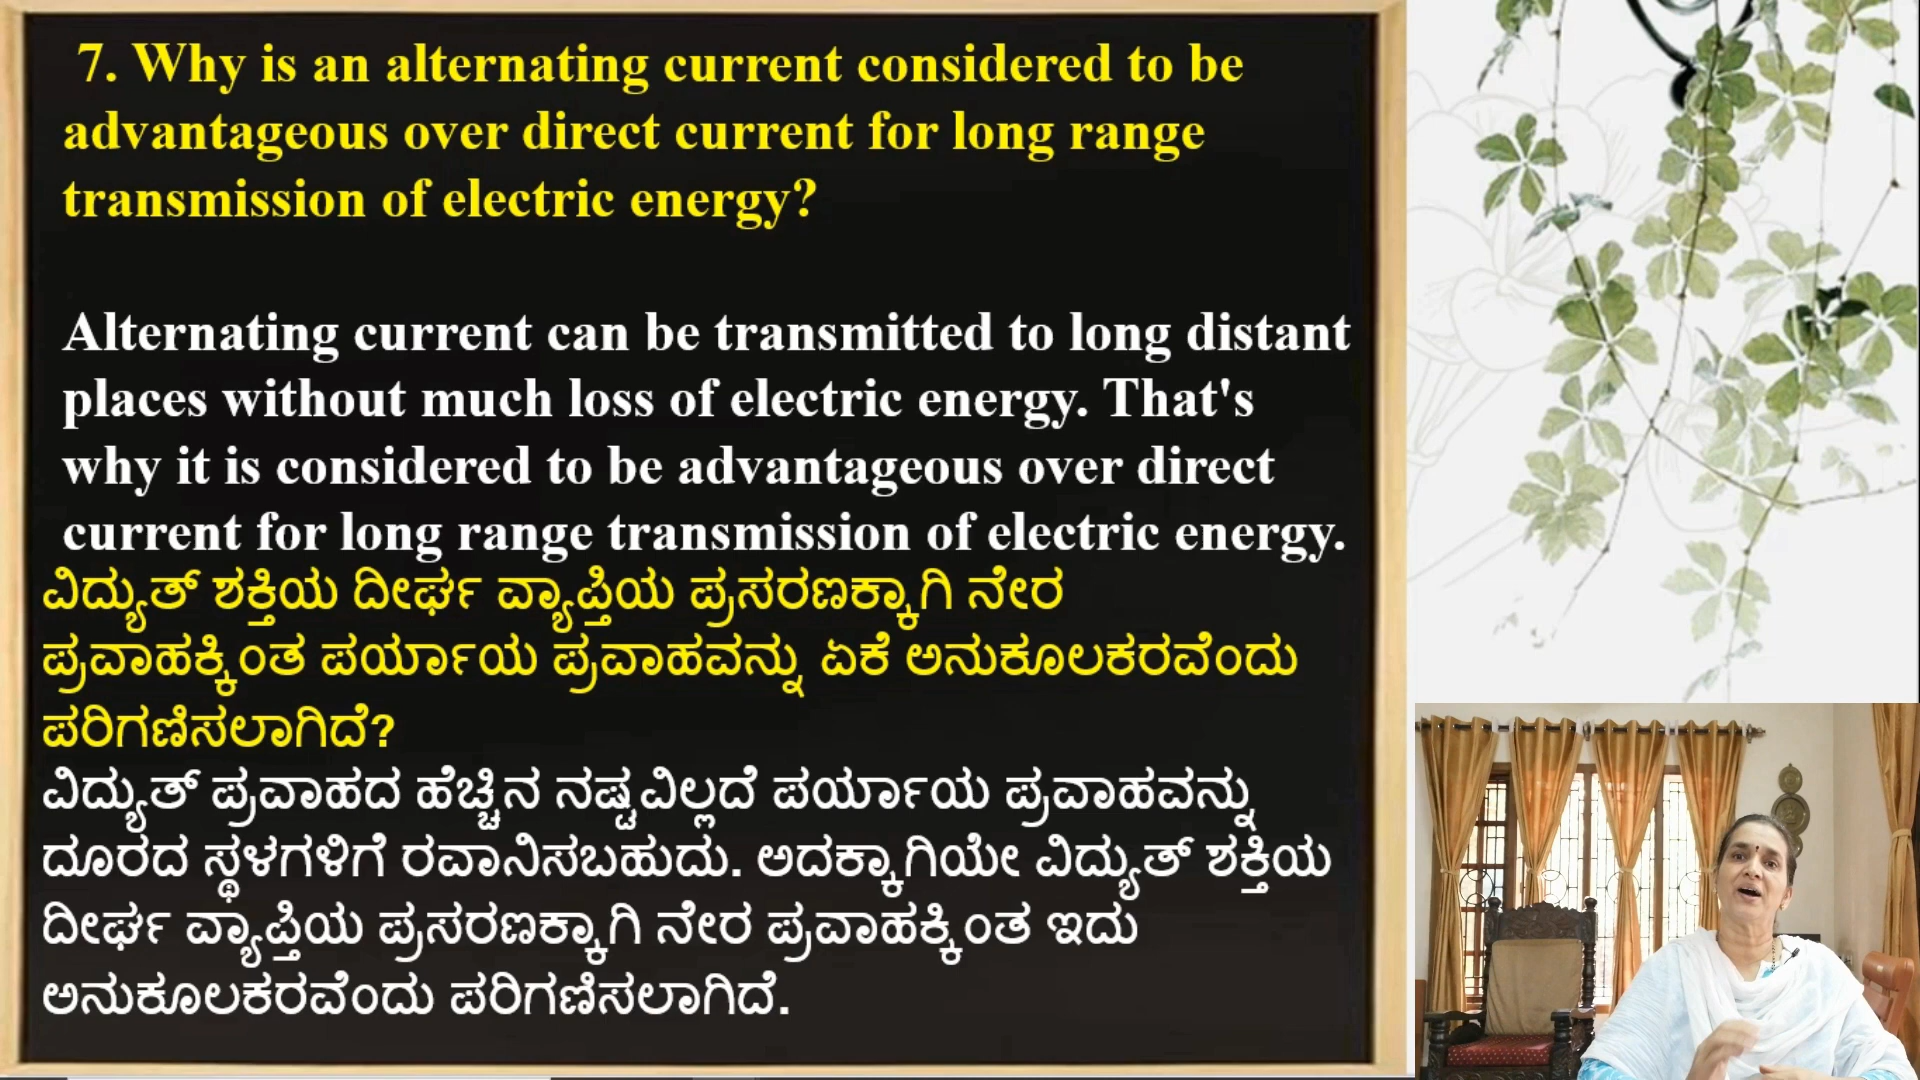 7. Why is an alternating current considered to be
advantageous over direct current for long range
transmission of electric energy?
Alternating current can be transmitted to long distant
places without much loss of electric energy. That's
why it is considered to be advantageous over direct
current for long range transmission of electric energy.
ವಿದ್ಯುತ್ ಶಕ್ತಿಯ ದೀರ್ಘ ವ್ಯಾಪ್ತಿಯ ಪ್ರಸರಣಕ್ಕಾಗಿ ನೇರ
ಪ್ರವಾಹಕ್ಕಿಂತ ಪರ್ಯಾಯ ಪ್ರವಾಹವನ್ನು ಏಕೆ ಅನುಕೂಲಕರವೆಂದು
ಪರಿಗಣಿಸಲಾಗಿದೆ?
ವಿದ್ಯುತ್ ಪ್ರವಾಹದ ಹೆಚ್ಚಿನ ನಷ್ಟವಿಲ್ಲದೆ ಪರ್ಯಾಯ ಪ್ರವಾಹವನ್ನು
ದೂರದ ಸ್ಥಳಗಳಿಗೆ ರವಾನಿಸಬಹುದು. ಅದಕ್ಕಾಗಿಯೇ ವಿದ್ಯುತ್ ಶಕ್ತಿಯ
ದೀರ್ಘ ವ್ಯಾಪ್ತಿಯ ಪ್ರಸರಣಕ್ಕಾಗಿ ನೇರ ಪ್ರವಾಹಕ್ಕಿಂತ ಇದು
ಅನುಕೂಲಕರವೆಂದು ಪರಿಗಣಿಸಲಾಗಿದೆ.